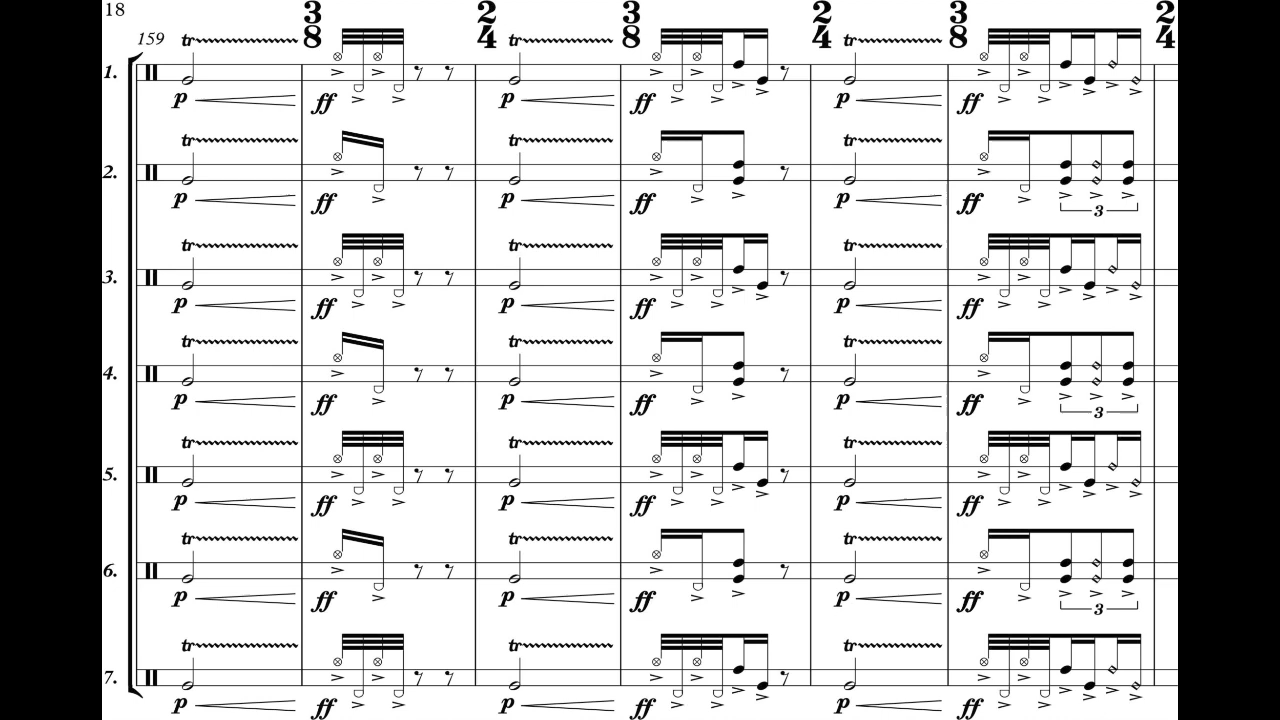 18
3 2 3 2 3 2
8 4 8 4 8 4
159 tr tr tr
1.
p ff p ff p ff
tr tr tr
2.
p ff p ff p ff
3
tr tr tr
3.
p ff p ff p ff
tr tr tr
4.
p ff p ff p ff
3
tr tr tr
5.
p ff p ff p ff
tr tr tr
6.
p ff p ff p ff
3
tr tr tr
7.
p ff p ff p ff